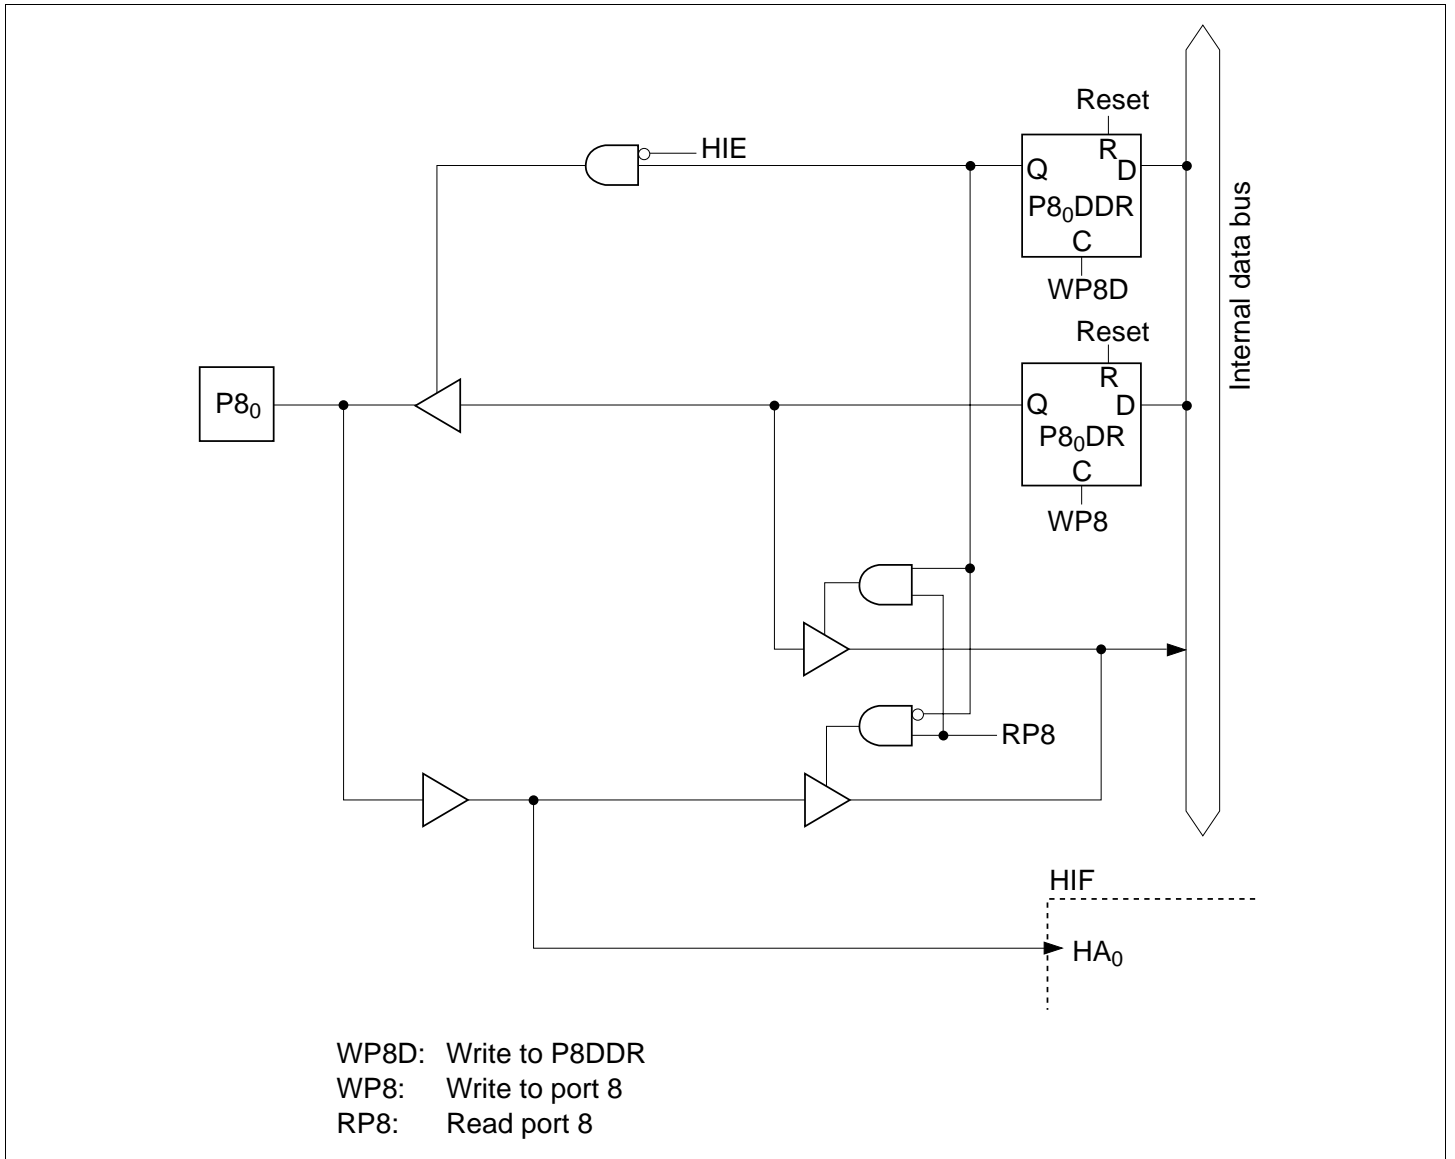 Reset
HIE
R
Q
D
P8₀DDR
C
WP8D
Internal data bus
Reset
R
P8₀
Q
D
P8₀DR
C
WP8
RP8
HIF
HA₀
WP8D: Write to P8DDR
WP8: Write to port 8
RP8: Read port 8